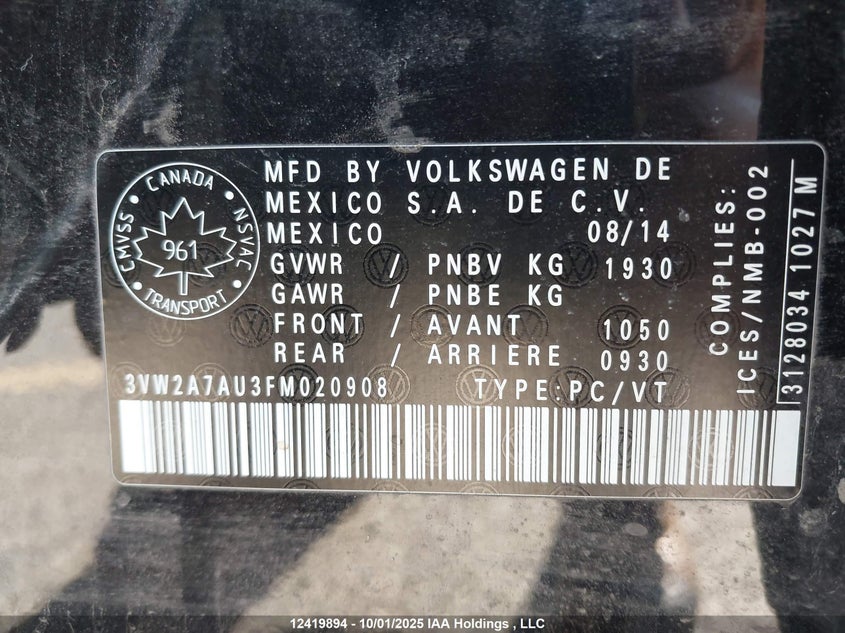 CANADA
CMVSS
NSVAC
961
TRANSPORT
MFD BY VOLKSWAGEN DE
MEXICO S.A. DE C.V.
MEXICO 08/14
GVWR / PNBV KG 1930
GAWR / PNBE KG
FRONT / AVANT 1050
REAR / ARRIERE 0930
3VW2A7AU3FM020908 TYPE:PC/VT
COMPLIES:
ICES/NMB-002
3128034 1027 M
12419894 - 10/01/2025 IAA Holdings , LLC